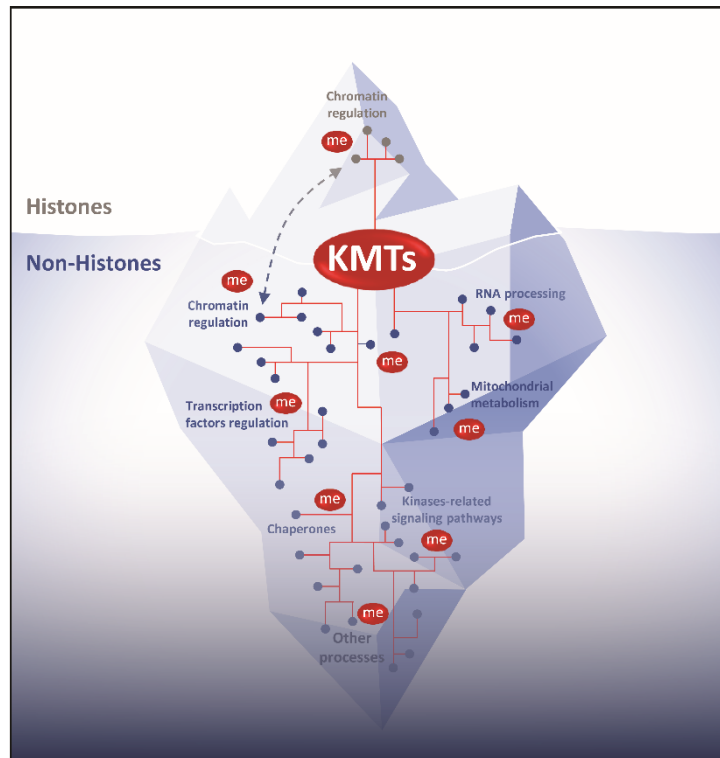 Chromatin
regulation
me
Histones
KMTs
Non-Histones
me
Chromatin
regulation
RNA processing
me
me
Mitochondrial
metabolism
me
Transcription
factors regulation
me
me
Chaperones
Kinases-related
signaling pathways
me
me
Other
processes